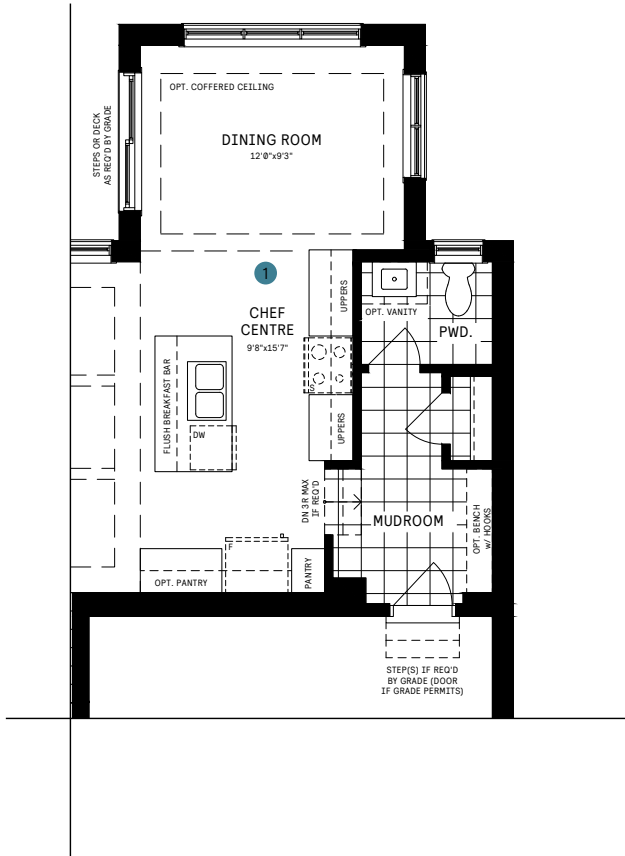 OPT. COFFERED CEILING
DINING ROOM
12'0"x9'3"
STEPS OR DECK
AS REQ'D BY GRADE
1
CHEF
CENTRE
9'8"x15'7"
UPPERS
OPT. VANITY
PWD.
S
FLUSH BREAKFAST BAR
DW
UPPERS
DN 3R MAX
IF REQ'D
MUDROOM
OPT. BENCH
w/ HOOKS
F
OPT. PANTRY
PANTRY
STEP(S) IF REQ'D
BY GRADE (DOOR
IF GRADE PERMITS)